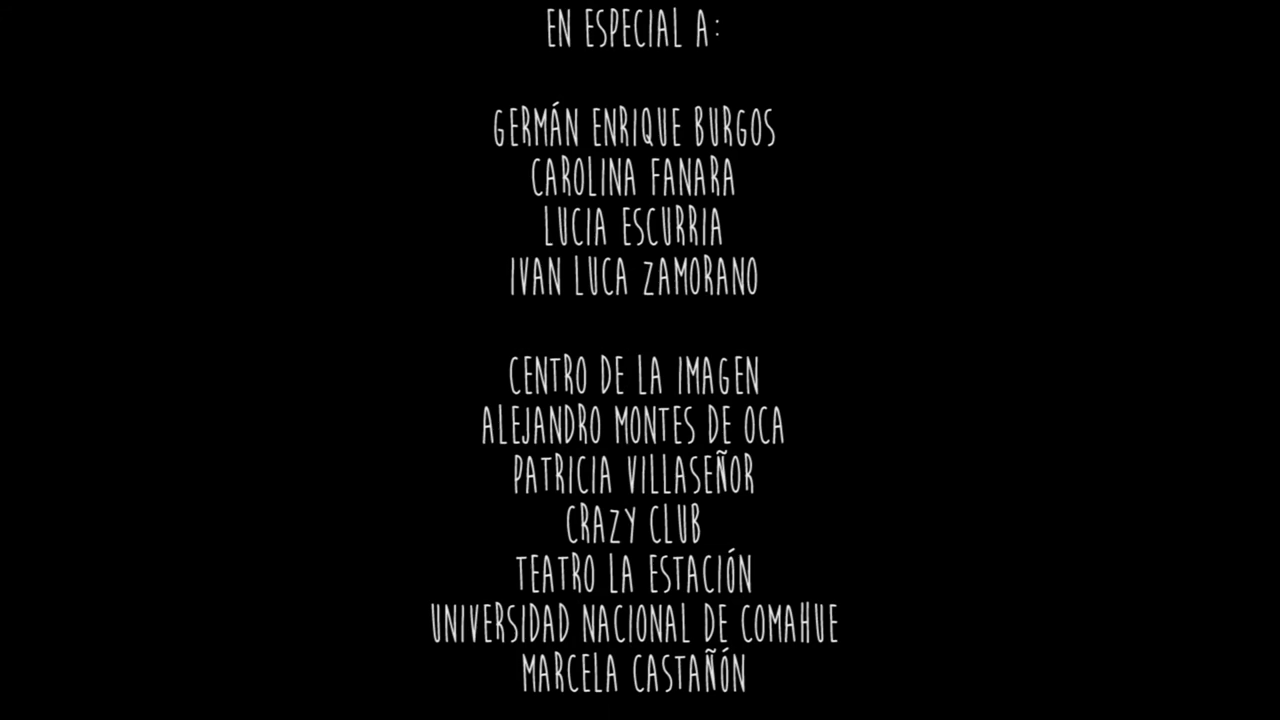 EN ESPECIAL A:
GERMÁN ENRIQUE BURGOS
CAROLINA FANARA
LUCIA ESCURRIA
IVAN LUCA ZAMORANO
CENTRO DE LA IMAGEN
ALEJANDRO MONTES DE OCA
PATRICIA VILLASEÑOR
CRAZY CLUB
TEATRO LA ESTACIÓN
UNIVERSIDAD NACIONAL DE COMAHUE
MARCELA CASTAÑÓN